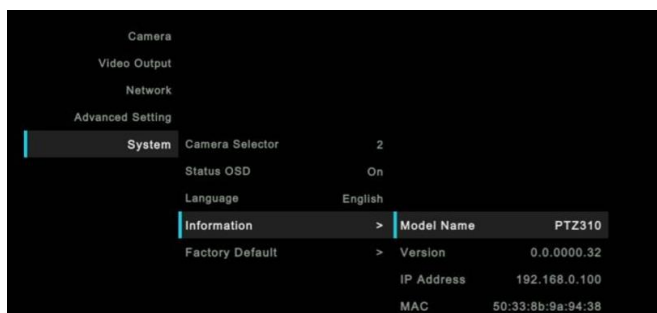 Camera
Video Output
Network
Advanced Setting
System Camera Selector 2
Status OSD On
Language English
Information > Model Name PTZ310
Factory Default > Version 0.0.0000.32
IP Address 192.168.0.100
MAC 50:33:8b:9a:94:38